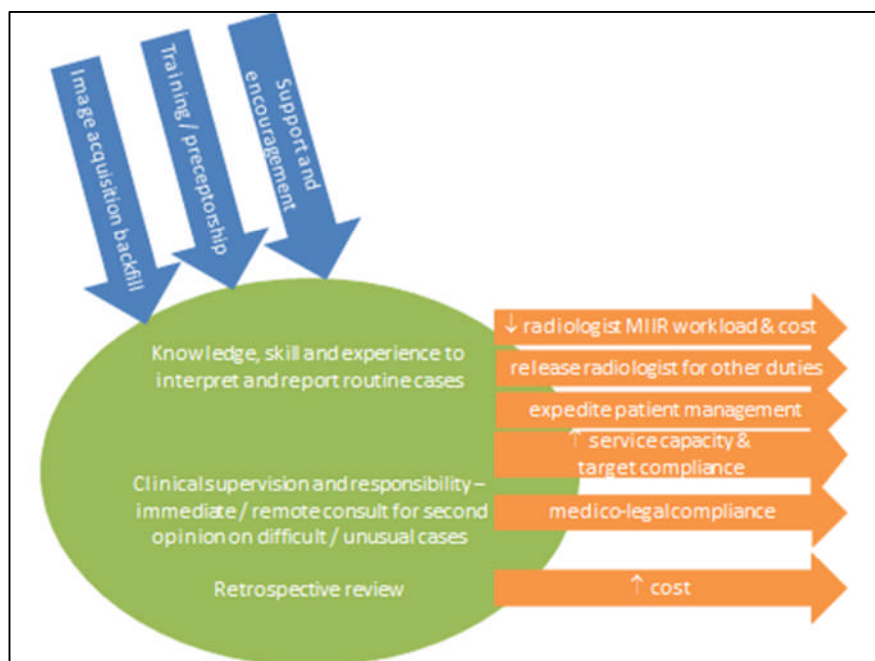 Image acquisition backfill
Training / preceptorship
Support and
encouragement
Knowledge, skill and experience to
interpret and report routine cases
Clinical supervision and responsibility –
immediate / remote consult for second
opinion on difficult / unusual cases
Retrospective review
↓ radiologist MIIR workload & cost
release radiologist for other duties
expedite patient management
↑ service capacity &
target compliance
medico-legal compliance
↑ cost